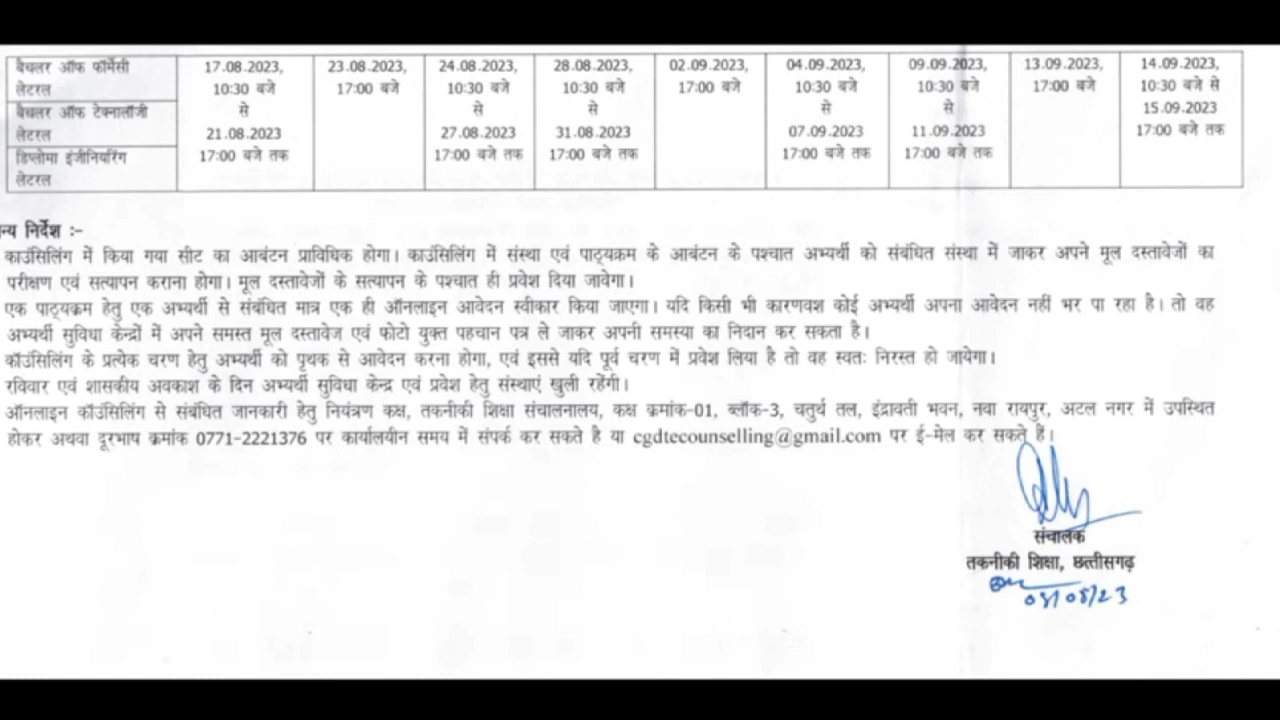 बैचलर ऑफ फॉर्मेसी लेटरल
बैचलर ऑफ टेक्नालॉजी लेटरल
डिप्लोमा इंजीनियरिंग लेटरल
17.08.2023, 10:30 बजे से 21.08.2023 17:00 बजे तक
23.08.2023, 17:00 बजे
24.08.2023, 10:30 बजे से 27.08.2023 17:00 बजे तक
28.08.2023, 10:30 बजे से 31.08.2023 17:00 बजे तक
02.09.2023, 17:00 बजे
04.09.2023, 10:30 बजे से 07.09.2023 17:00 बजे तक
09.09.2023, 10:30 बजे से 11.09.2023 17:00 बजे तक
13.09.2023, 17:00 बजे
14.09.2023, 10:30 बजे से 15.09.2023 17:00 बजे तक
न्य निर्देश :-
काउंसिलिंग में किया गया सीट का आबंटन प्राविधिक होगा। काउंसिलिंग में संस्था एवं पाठ्यक्रम के आबंटन के पश्चात अभ्यर्थी को संबंधित संस्था में जाकर अपने मूल दस्तावेजों का
परीक्षण एवं सत्यापन कराना होगा। मूल दस्तावेजों के सत्यापन के पश्चात ही प्रवेश दिया जावेगा।
एक पाठ्यक्रम हेतु एक अभ्यर्थी से संबंधित मात्र एक ही ऑनलाइन आवेदन स्वीकार किया जाएगा। यदि किसी भी कारणवश कोई अभ्यर्थी अपना आवेदन नहीं भर पा रहा है। तो वह
अभ्यर्थी सुविधा केन्द्रों में अपने समस्त मूल दस्तावेज एवं फोटो युक्त पहचान पत्र ले जाकर अपनी समस्या का निदान कर सकता है।
कॉउंसिलिंग के प्रत्येक चरण हेतु अभ्यर्थी को पृथक से आवेदन करना होगा, एवं इससे यदि पूर्व चरण में प्रवेश लिया है तो वह स्वतः निरस्त हो जायेगा।
रविवार एवं शासकीय अवकाश के दिन अभ्यर्थी सुविधा केन्द्र एवं प्रवेश हेतु संस्थाएं खुली रहेंगी।
ऑनलाइन कॉउंसिलिंग से संबंधित जानकारी हेतु नियंत्रण कक्ष, तकनीकी शिक्षा संचालनालय, कक्ष क्रमांक-01, ब्लॉक-3, चतुर्थ तल, इंद्रावती भवन, नवा रायपुर, अटल नगर में उपस्थित
होकर अथवा दूरभाष क्रमांक 0771-2221376 पर कार्यालयीन समय में संपर्क कर सकते है या cgdtecounselling@gmail.com पर ई-मेल कर सकते हैं।
संचालक
तकनीकी शिक्षा, छत्तीसगढ़